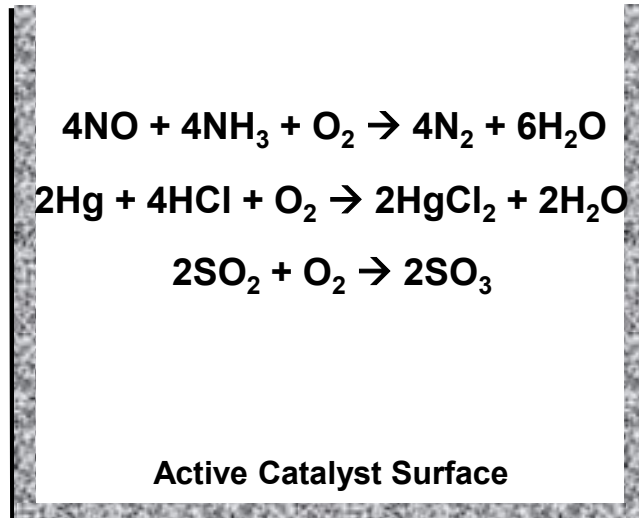 4NO + 4NH₃ + O₂ → 4N₂ + 6H₂O
2Hg + 4HCl + O₂ → 2HgCl₂ + 2H₂O
2SO₂ + O₂ → 2SO₃
Active Catalyst Surface